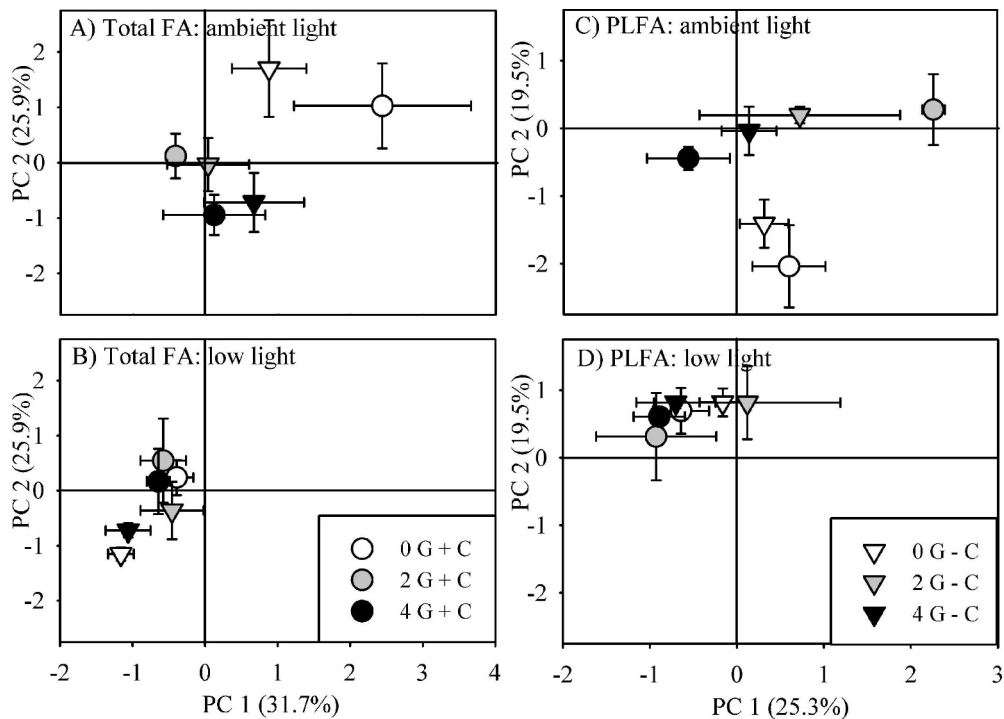 A) Total FA: ambient light
2
1
0
-1
-2
PC 2 (25.9%)
C) PLFA: ambient light
1
0
-1
-2
PC 2 (19.5%)
B) Total FA: low light
2
1
0
-1
-2
PC 2 (25.9%)
0 G + C
2 G + C
4 G + C
-2 -1 0 1 2 3 4
PC 1 (31.7%)
D) PLFA: low light
1
0
-1
-2
PC 2 (19.5%)
0 G - C
2 G - C
4 G - C
-2 -1 0 1 2 3
PC 1 (25.3%)